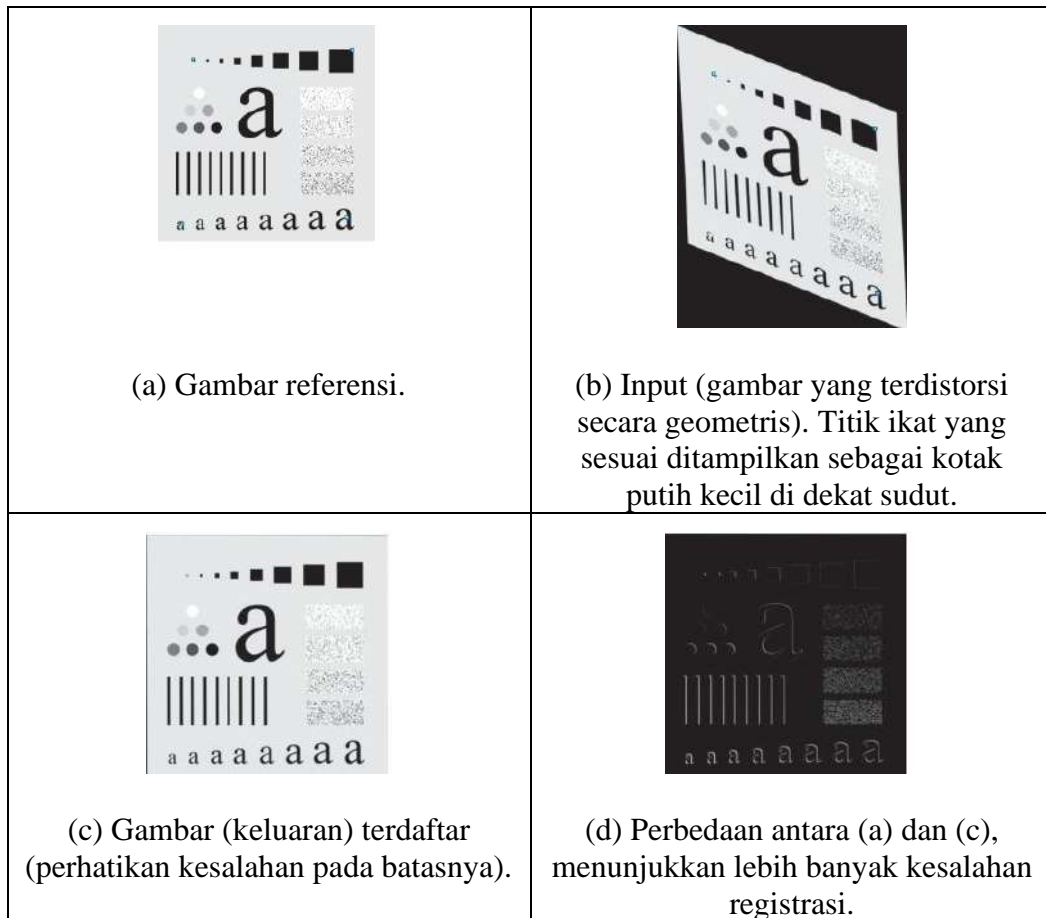 a
a a a a a a a a
(a) Gambar referensi.
a
a a a a a a a a
(b) Input (gambar yang terdistorsi
secara geometris). Titik ikat yang
sesuai ditampilkan sebagai kotak
putih kecil di dekat sudut.
a
a a a a a a a a
(c) Gambar (keluaran) terdaftar
(perhatikan kesalahan pada batasnya).
a
a a a a a a a a
(d) Perbedaan antara (a) dan (c),
menunjukkan lebih banyak kesalahan
registrasi.